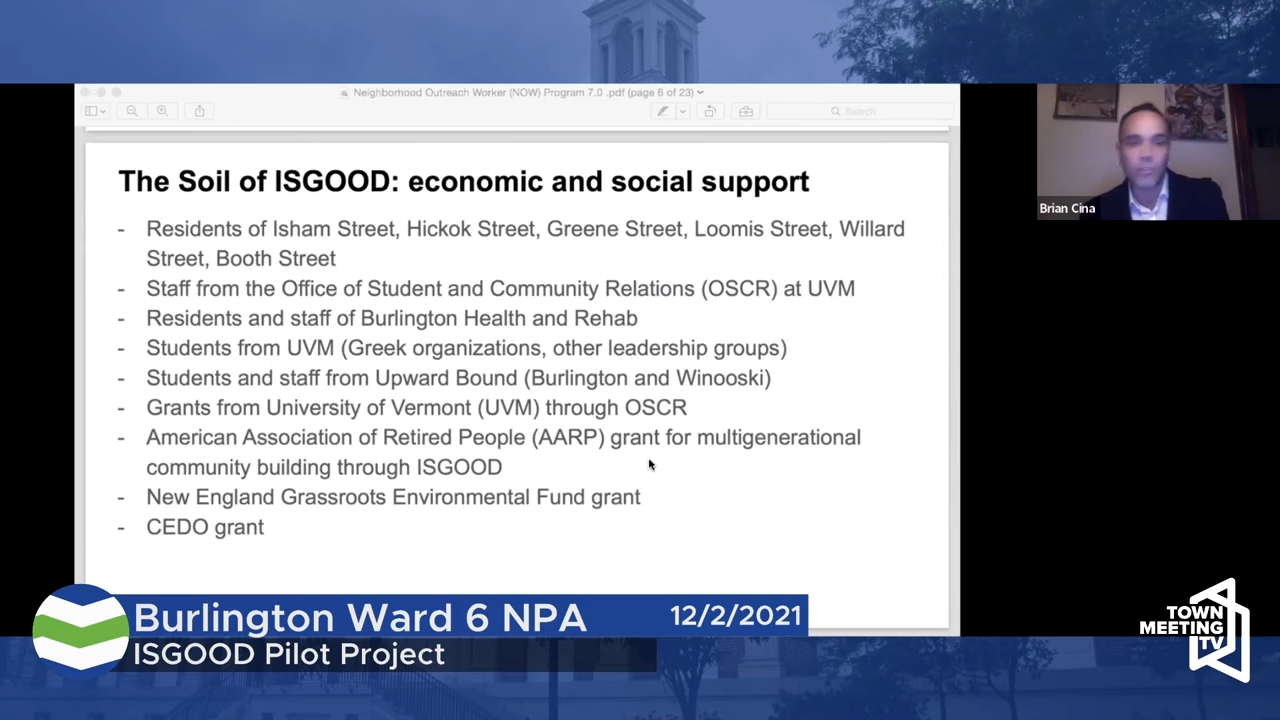 Neighborhood Outreach Worker (NOW) Program 7.0 .pdf (page 6 of 23)
Search
The Soil of ISGOOD: economic and social support
- Residents of Isham Street, Hickok Street, Greene Street, Loomis Street, Willard
Street, Booth Street
- Staff from the Office of Student and Community Relations (OSCR) at UVM
- Residents and staff of Burlington Health and Rehab
- Students from UVM (Greek organizations, other leadership groups)
- Students and staff from Upward Bound (Burlington and Winooski)
- Grants from University of Vermont (UVM) through OSCR
- American Association of Retired People (AARP) grant for multigenerational
community building through ISGOOD
- New England Grassroots Environmental Fund grant
- CEDO grant
Brian Cina
Burlington Ward 6 NPA
12/2/2021
ISGOOD Pilot Project
TOWN
MEETING
TV